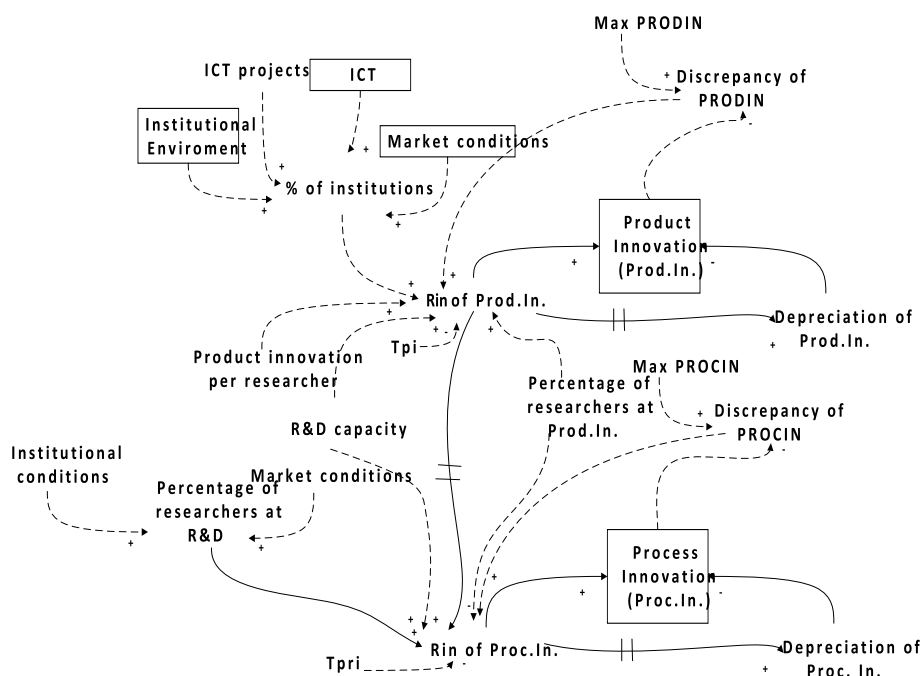 Max PRODIN
ICT projects
ICT
+ Discrepancy of
PRODIN
-
Institutional
Enviroment
Market conditions
+
+
% of institutions
+
+
Product
Innovation
(Prod.In.)
+
-
+
+
Rin of Prod.In.
+
+ -
+
Depreciation of
Prod.In.
+
Tpi
Product innovation
per researcher
Max PROCIN
Percentage of
researchers at
Prod.In.
+ Discrepancy of
PROCIN
-
R&D capacity
Institutional
conditions
Market conditions
Percentage of
researchers at
R&D
+
+
Process
Innovation
(Proc.In.)
+
+
-
-
+ +
+
Rin of Proc.In.
-
Tpri
Depreciation of
Proc. In.
+